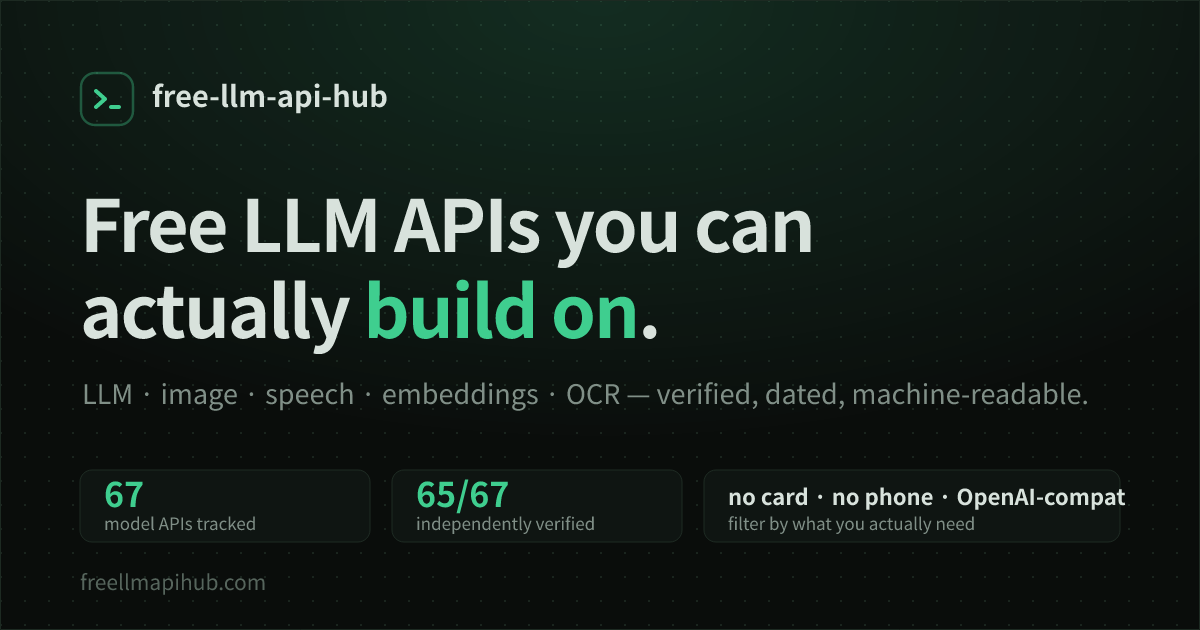 free-llm-api-hub
Free LLM APIs you can
actually build on.
LLM · image · speech · embeddings · OCR — verified, dated, machine-readable.
67
model APIs tracked
65/67
independently verified
no card · no phone · OpenAI-compat
filter by what you actually need
freellmapihub.com